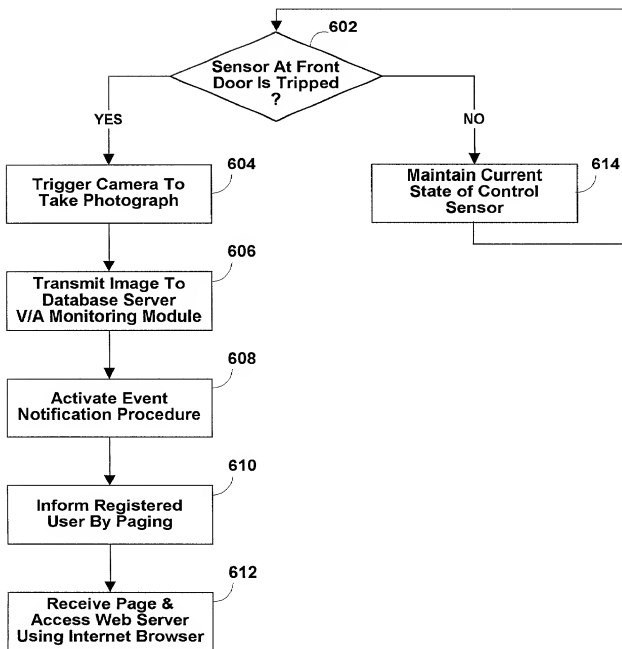 602
Sensor At Front
Door Is Tripped
?
YES
NO
604
Trigger Camera To
Take Photograph
614
Maintain Current
State of Control
Sensor
606
Transmit Image To
Database Server
V/A Monitoring Module
608
Activate Event
Notification Procedure
610
Inform Registered
User By Paging
612
Receive Page &
Access Web Server
Using Internet Browser